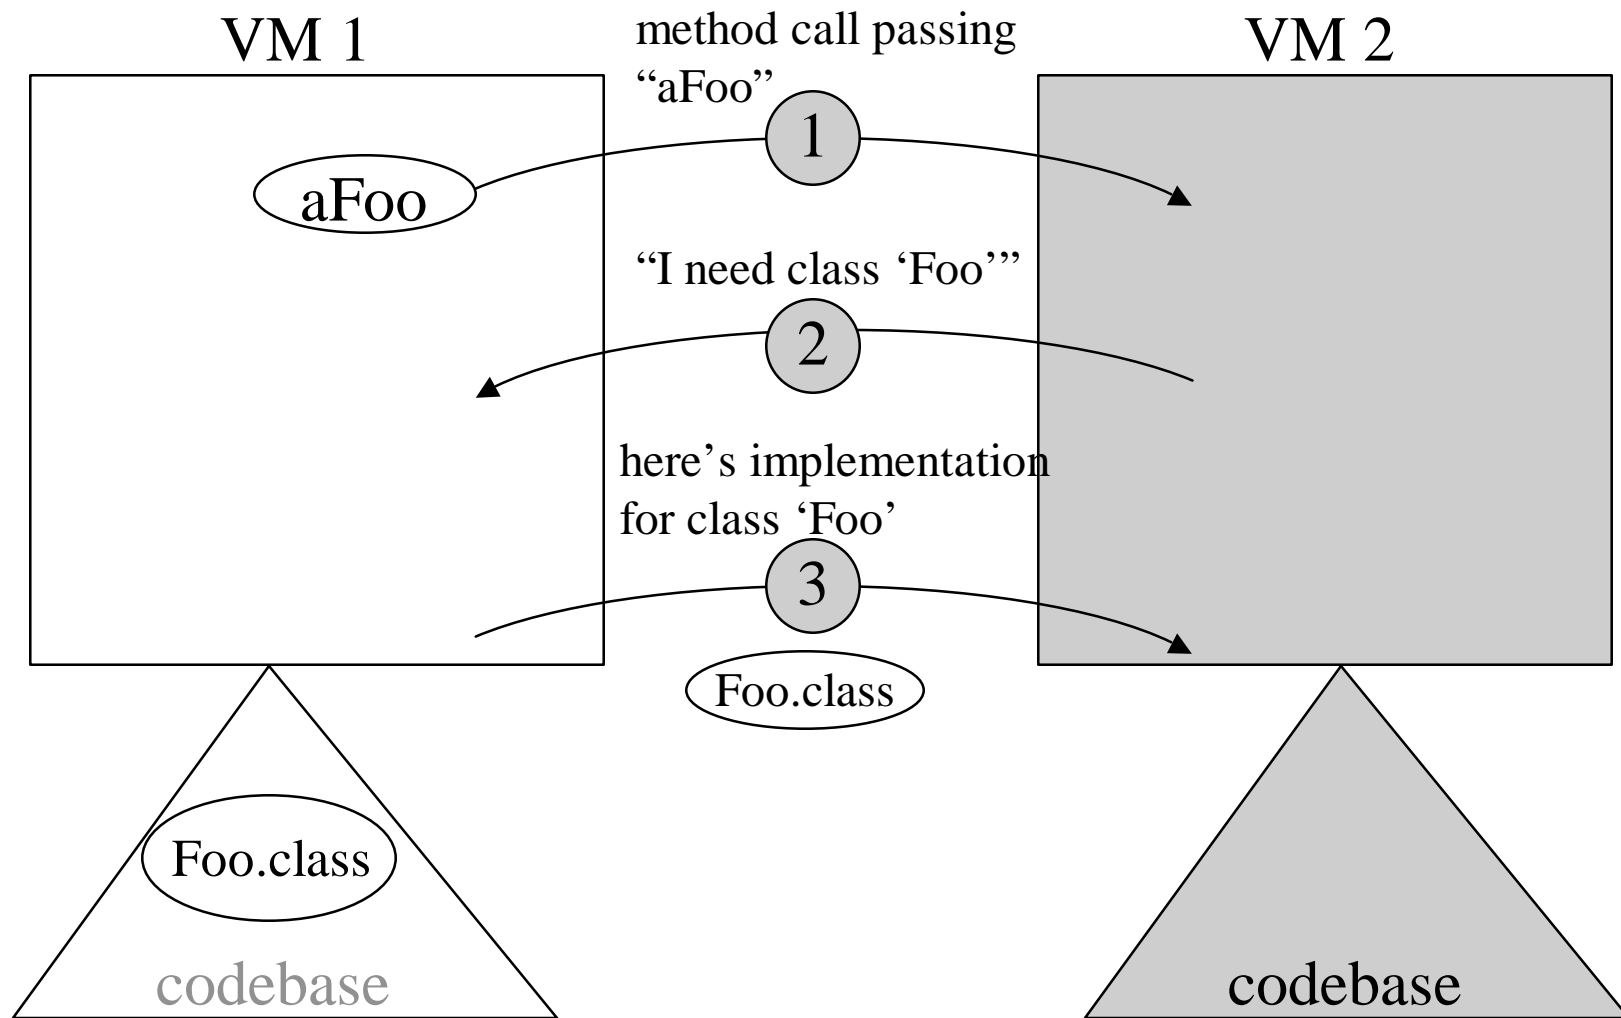 VM 1
method call passing
“aFoo”
VM 2
1
aFoo
“I need class ‘Foo’”
2
here’s implementation
for class ‘Foo’
3
Foo.class
Foo.class
codebase
codebase